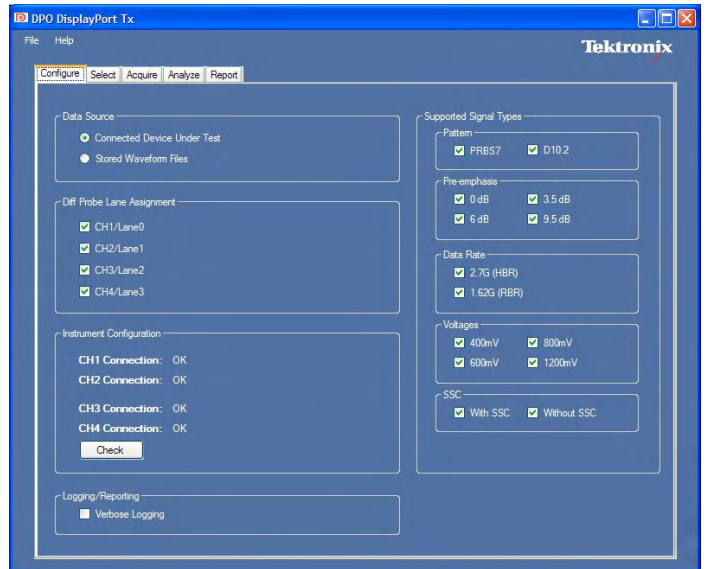 DPO DisplayPort Tx
File Help
Tektronix
Configure Select Acquire Analyze Report
Data Source
Connected Device Under Test
Stored Waveform Files
Diff Probe Lane Assignment
CH1/Lane0
CH2/Lane1
CH3/Lane2
CH4/Lane3
Instrument Configuration
CH1 Connection: OK
CH2 Connection: OK
CH3 Connection: OK
CH4 Connection: OK
Check
Logging/Reporting
Verbose Logging
Supported Signal Types
Pattern
PRBS7 D10.2
Pre-emphasis
0 dB 3.5 dB
6 dB 9.5 dB
Data Rate
2.7G (HBR)
1.62G (RBR)
Voltages
400mV 800mV
600mV 1200mV
SSC
With SSC Without SSC